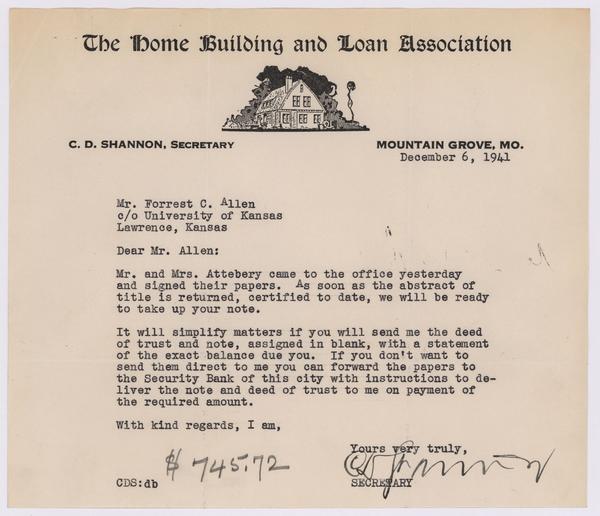 The Home Building and Loan Association
C. D. SHANNON, SECRETARY
MOUNTAIN GROVE, MO.
December 6, 1941
Mr. Forrest C. Allen
c/o University of Kansas
Lawrence, Kansas
Dear Mr. Allen:
Mr. and Mrs. Attebery came to the office yesterday
and signed their papers. As soon as the abstract of
title is returned, certified to date, we will be ready
to take up your note.
It will simplify matters if you will send me the deed
of trust and note, assigned in blank, with a statement
of the exact balance due you. If you don't want to
send them direct to me you can forward the papers to
the Security Bank of this city with instructions to de-
liver the note and deed of trust to me on payment of
the required amount.
With kind regards, I am,
Yours very truly,
$745.72
CDS:db
SECRETARY